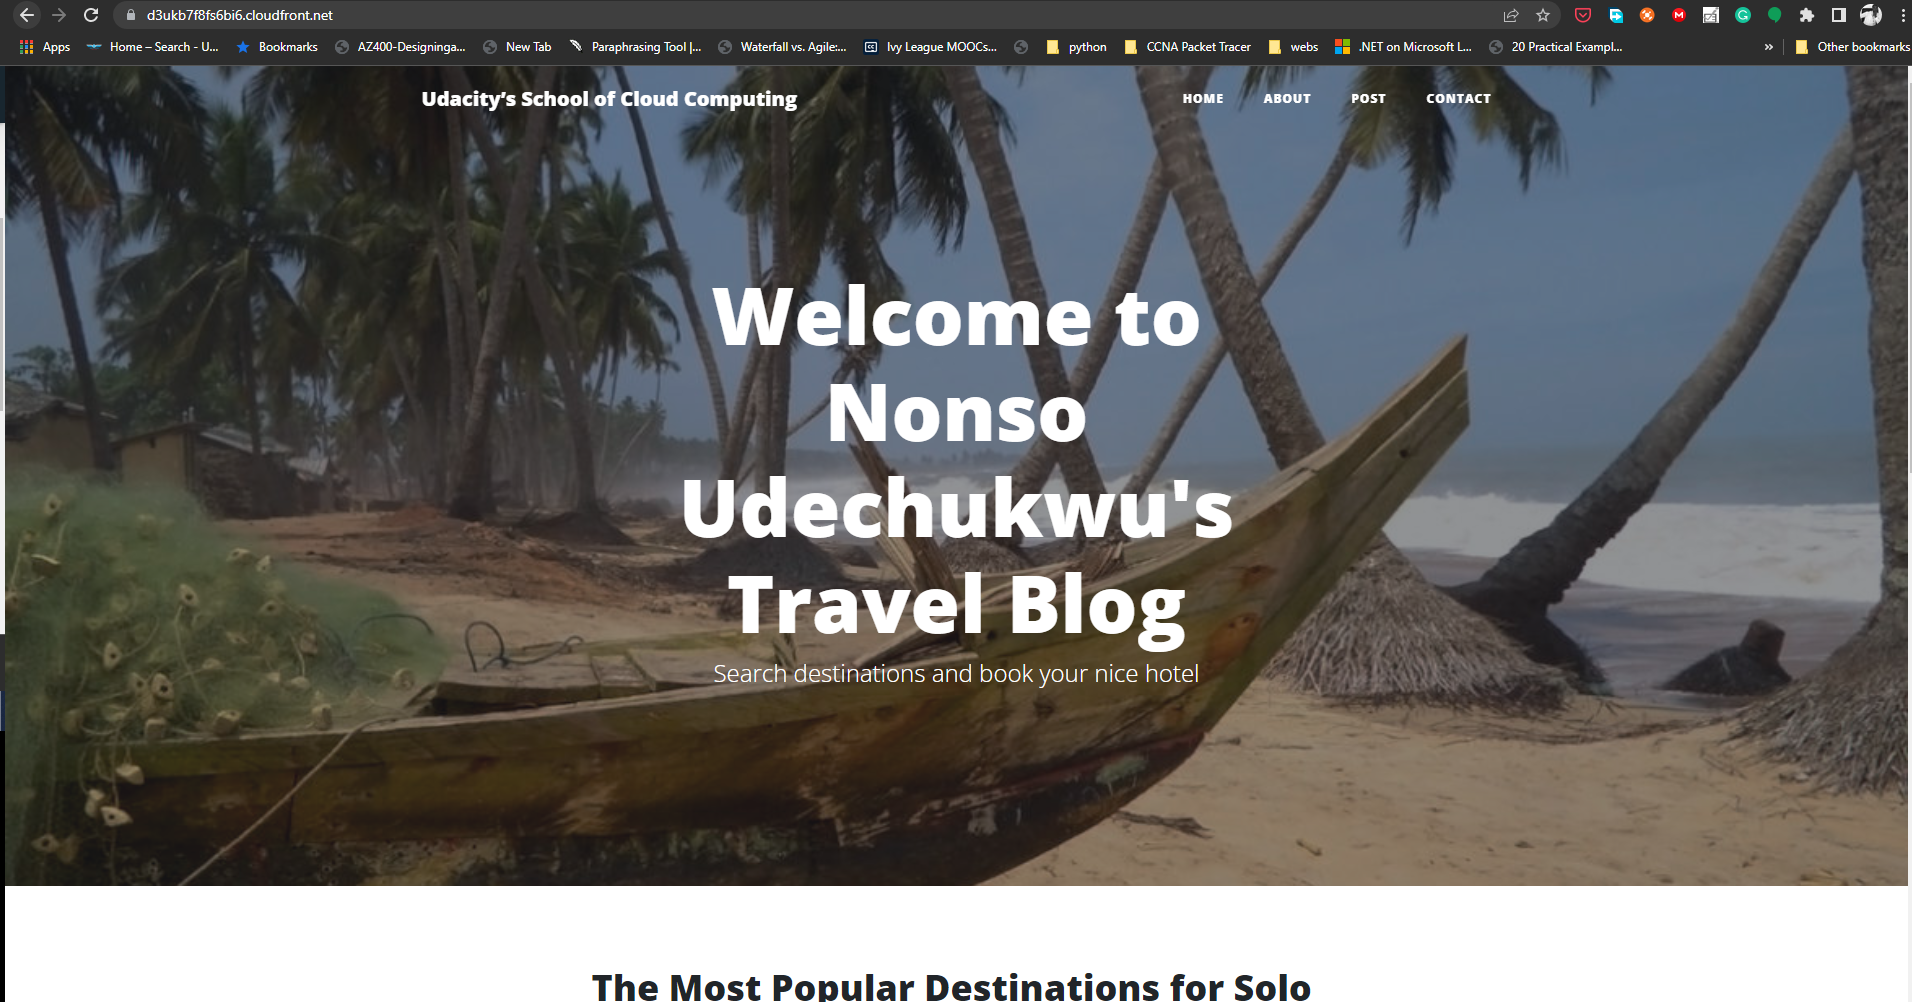 d3ukb7f8fs6bi6.cloudfront.net
Apps Home – Search - U... Bookmarks AZ400-Designinga... New Tab Paraphrasing Tool |... Waterfall vs. Agile:... Ivy League MOOCs... python CCNA Packet Tracer webs .NET on Microsoft L... 20 Practical Exampl... » Other bookmarks
Udacity’s School of Cloud Computing HOME ABOUT POST CONTACT
Welcome to
Nonso
Udechukwu's
Travel Blog
Search destinations and book your nice hotel
The Most Popular Destinations for Solo